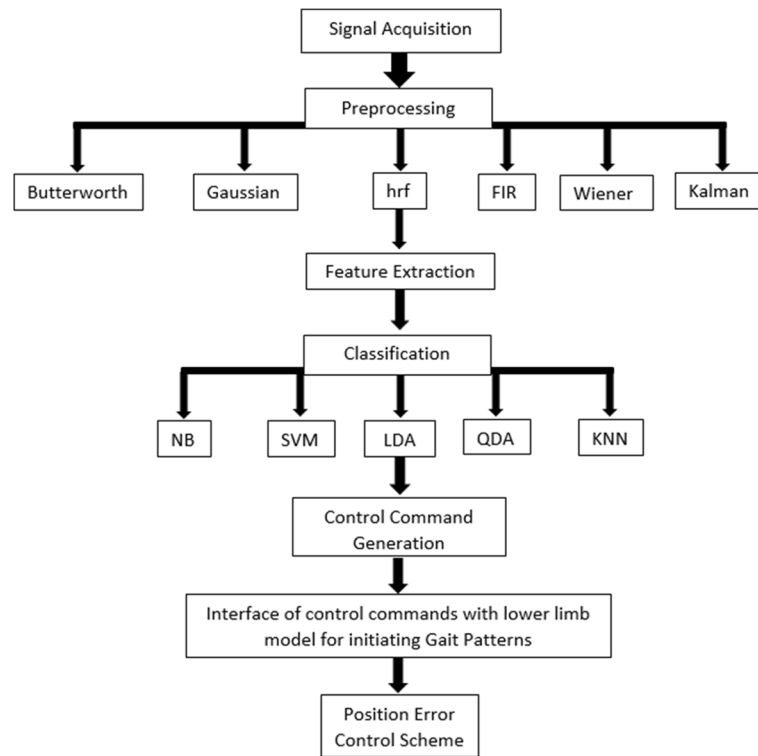 Signal Acquisition
Preprocessing
Butterworth
Gaussian
hrf
FIR
Wiener
Kalman
Feature Extraction
Classification
NB
SVM
LDA
QDA
KNN
Control Command
Generation
Interface of control commands with lower limb
model for initiating Gait Patterns
Position Error
Control Scheme